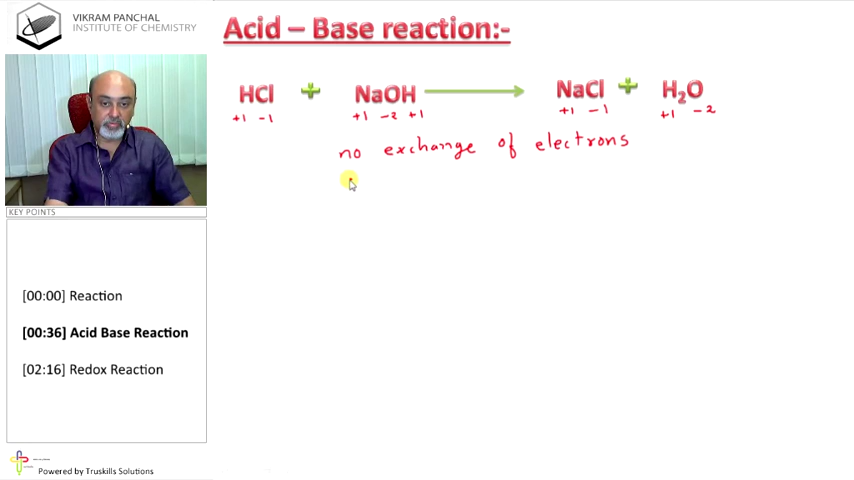 VIKRAM PANCHAL
INSTITUTE OF CHEMISTRY
Acid – Base reaction:-
HCl + NaOH → NaCl + H₂O
+1 -1 +1 -2 +1 +1 -1 +1 -2
no exchange of electrons
KEY POINTS
[00:00] Reaction
[00:36] Acid Base Reaction
[02:16] Redox Reaction
Powered by Truskills Solutions